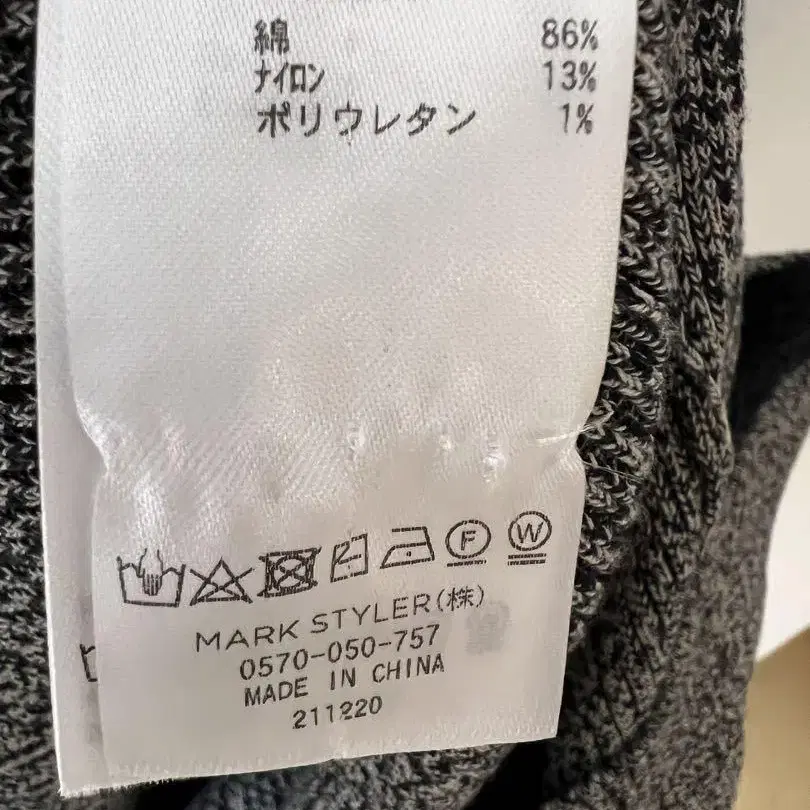 綿 86%
ナイロン 13%
ポリウレタン 1%
F W
MARK STYLER(株)
0570-050-757
MADE IN CHINA
211220